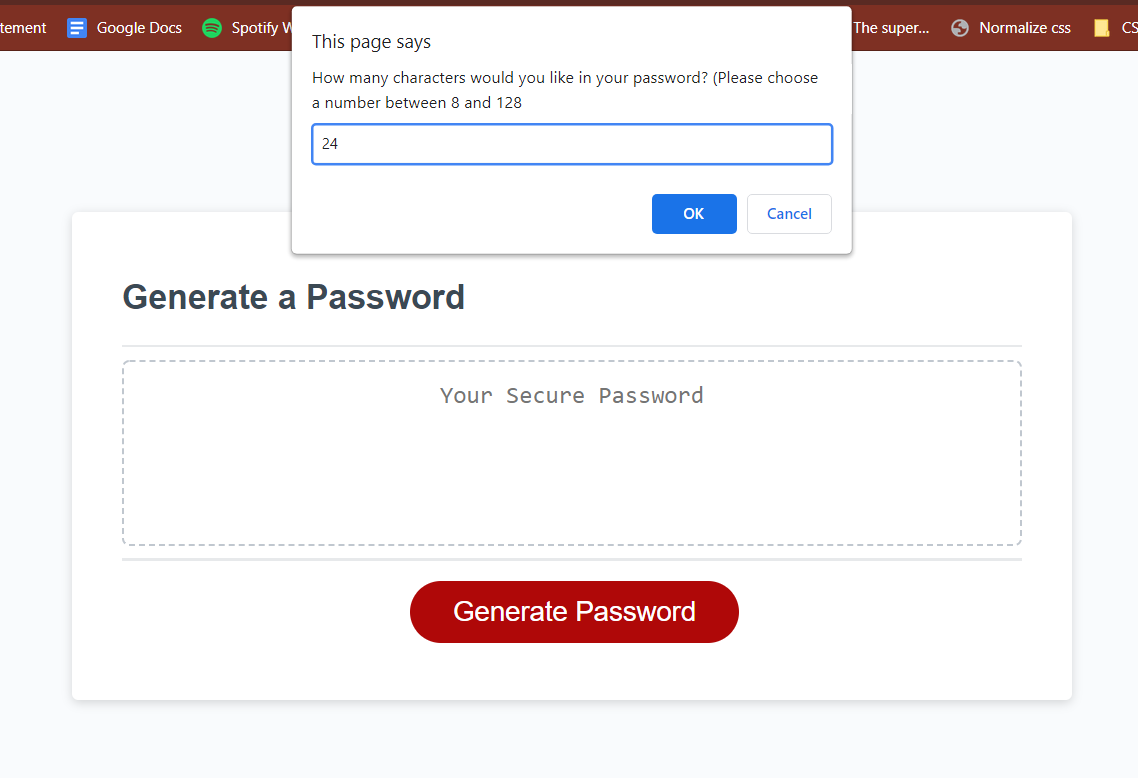 tement Google Docs Spotify W The super... Normalize css CS
This page says
How many characters would you like in your password? (Please choose
a number between 8 and 128
24
OK Cancel
Generate a Password
Your Secure Password
Generate Password